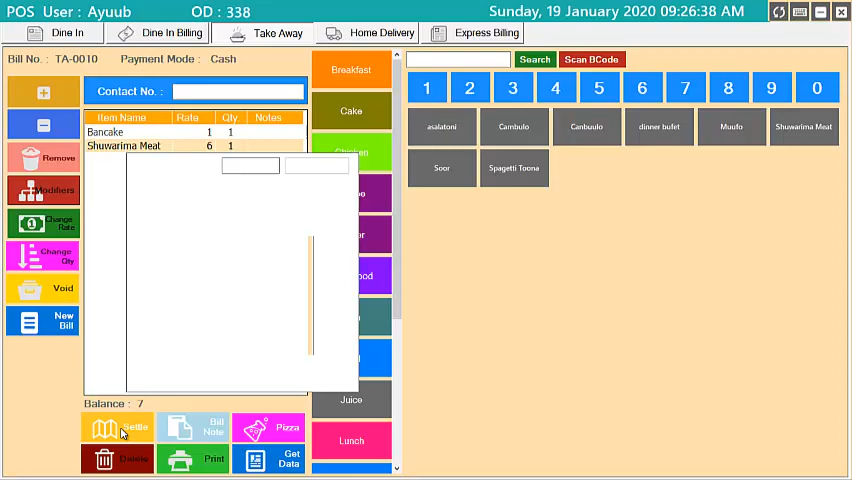 POS User : Ayuub OD : 338 Sunday, 19 January 2020 09:26:38 AM
Dine In Dine In Billing Take Away Home Delivery Express Billing
Bill No. : TA-0010 Payment Mode : Cash
Search Scan BCode
Contact No. :
1 2 3 4 5 6 7 8 9 0
Item Name Rate Qty Notes
Bancake 1 1
Shuwarima Meat 6 1
Remove
Modifiers
Change Rate
Change Qty
Void
New Bill
Breakfast
Cake
Chicken
Juice
Lunch
asalatoni Cambulo Canbuulo dinner bufet Muufo Shuwarima Meat
Soor Spagetti Toona
Balance : 7
Settle Bill Note Pizza
Delete Print Get Data